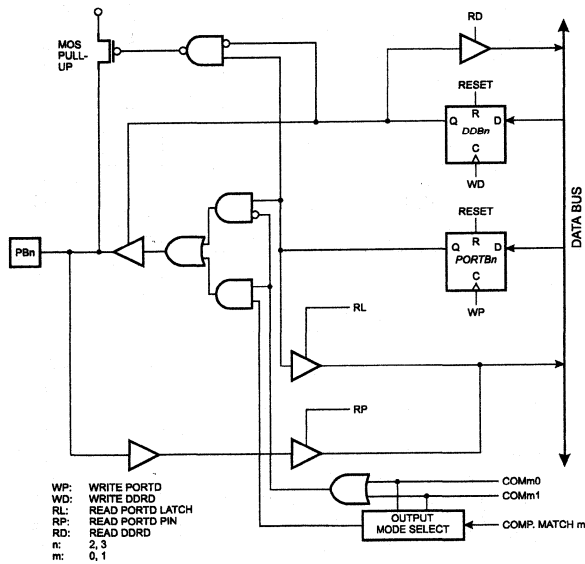 MOS
PULL-
UP
RD
RESET
R
Q
D
DDBn
C
WD
DATA BUS
RESET
R
Q
D
PORTBn
C
WP
PBn
RL
RP
WP: WRITE PORTD
WD: WRITE DDRD
RL: READ PORTD LATCH
RP: READ PORTD PIN
RD: READ DDRD
n: 2, 3
m: 0, 1
COMm0
COMm1
OUTPUT
MODE SELECT
COMP. MATCH m